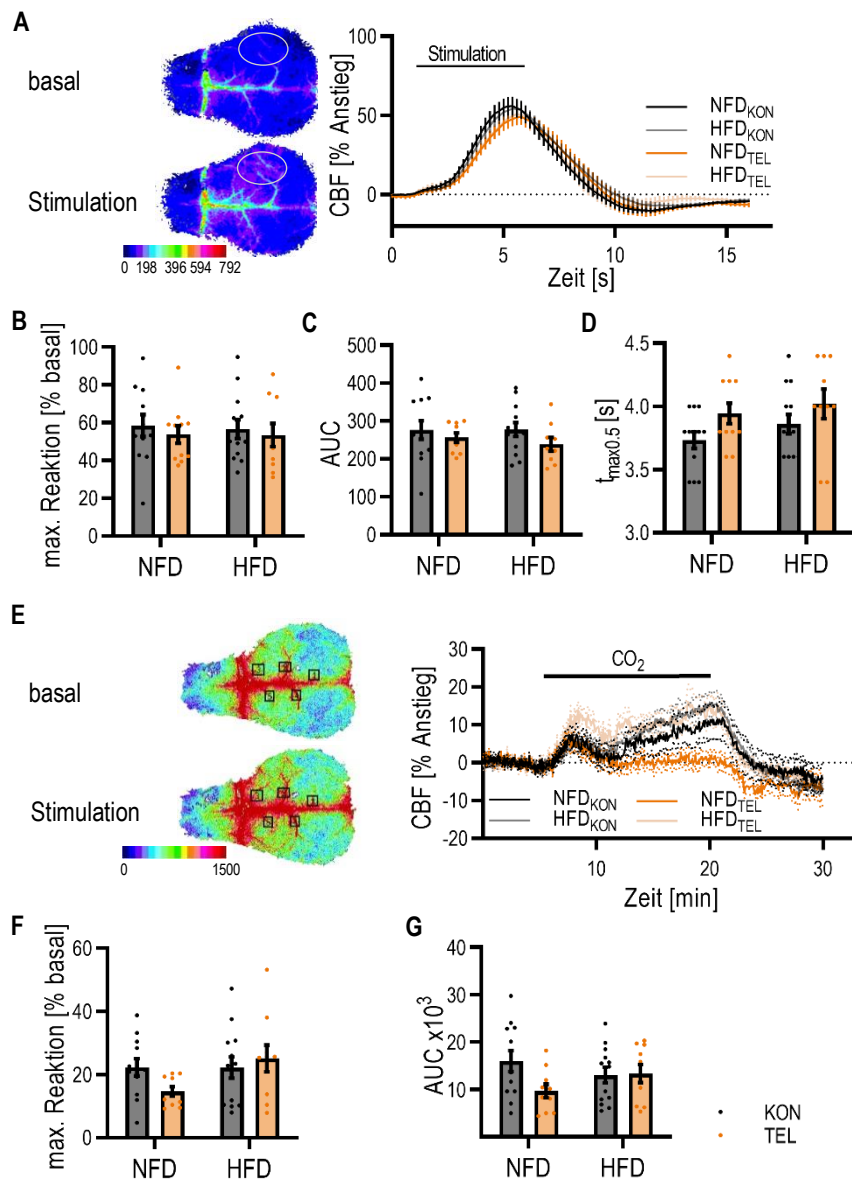 A
basal
Stimulation
0 198 396 594 792
CBF [% Anstieg]
100
50
0
Stimulation
NFD_KON
HFD_KON
NFD_TEL
HFD_TEL
0 5 10 15
Zeit [s]
B
max. Reaktion [% basal]
100
80
60
40
20
0
NFD HFD
C
AUC
500
400
300
200
100
0
NFD HFD
D
t_max0.5 [s]
4.5
4.0
3.5
3.0
NFD HFD
E
basal
Stimulation
0 1500
CBF [% Anstieg]
30
20
10
0
-10
-20
CO₂
NFD_KON NFD_TEL
HFD_KON HFD_TEL
10 20 30
Zeit [min]
F
max. Reaktion [% basal]
60
40
20
0
NFD HFD
G
AUC x10³
40
30
20
10
NFD HFD
KON
TEL